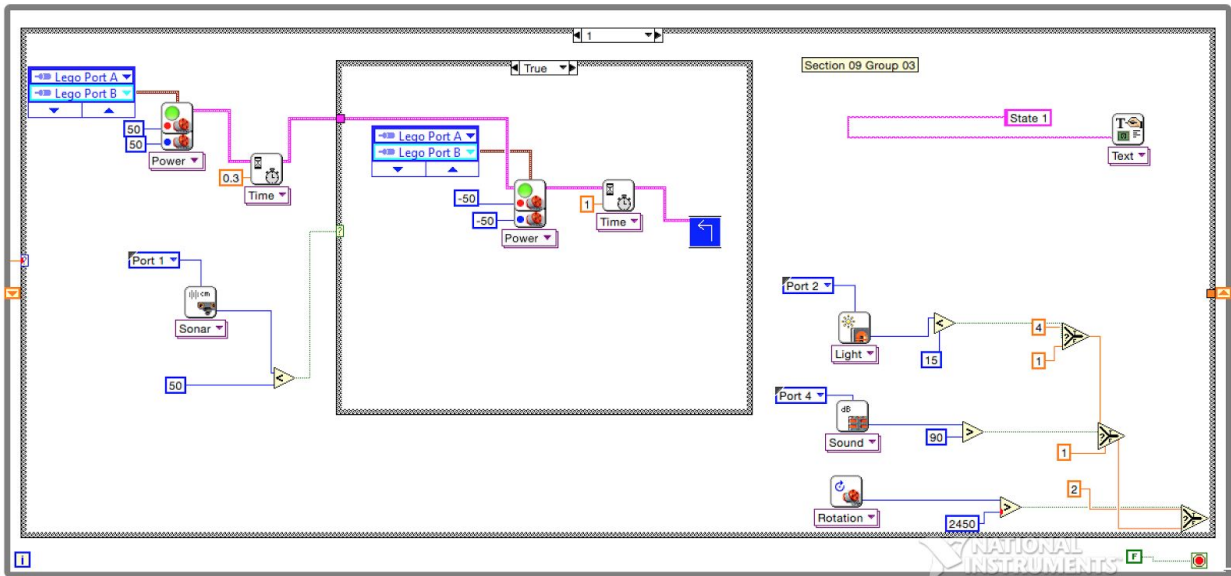 1
True
Section 09 Group 03
Lego Port A
Lego Port B
50
50
Power
0.3
Time
Lego Port A
Lego Port B
-50
-50
Power
1
Time
State 1
T
Text
Port 1
cm
Sonar
50
Port 2
Light
15
4
1
Port 4
dB
Sound
90
1
Rotation
2450
2
i
NATIONAL
INSTRUMENTS
F